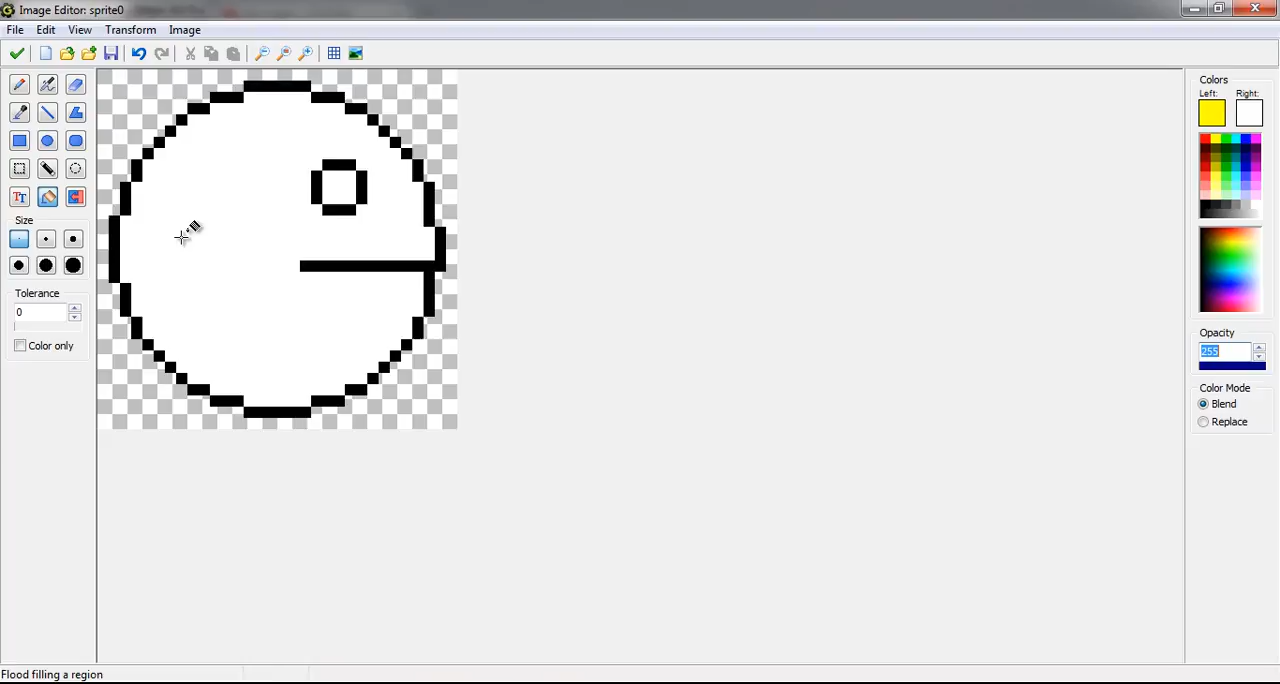 Image Editor: sprite0
File Edit View Transform Image
TT
Size
Tolerance
0
Color only
Colors
Left: Right:
Opacity
255
Color Mode
Blend
Replace
Flood filling a region